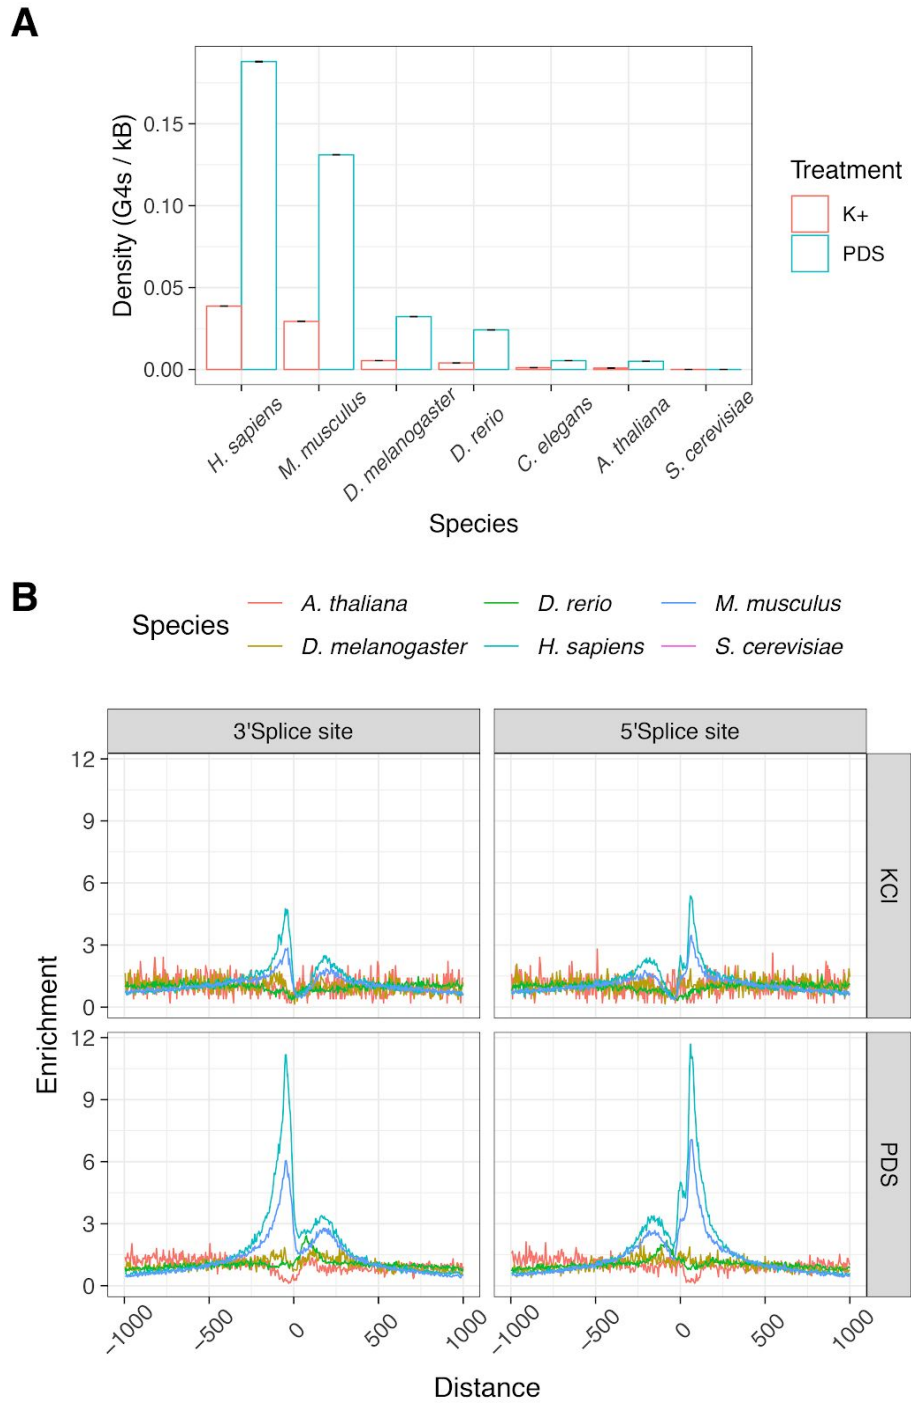 A
Density (G4s / kB)
0.15
0.10
0.05
0.00
H. sapiens
M. musculus
D. melanogaster
D. rerio
C. elegans
A. thaliana
S. cerevisiae
Species
Treatment
K+
PDS
B
Species
A. thaliana
D. rerio
M. musculus
D. melanogaster
H. sapiens
S. cerevisiae
3'Splice site
5'Splice site
Enrichment
12
9
6
3
0
KCl
12
9
6
3
0
PDS
−1000
−500
0
500
1000
−1000
−500
0
500
1000
Distance